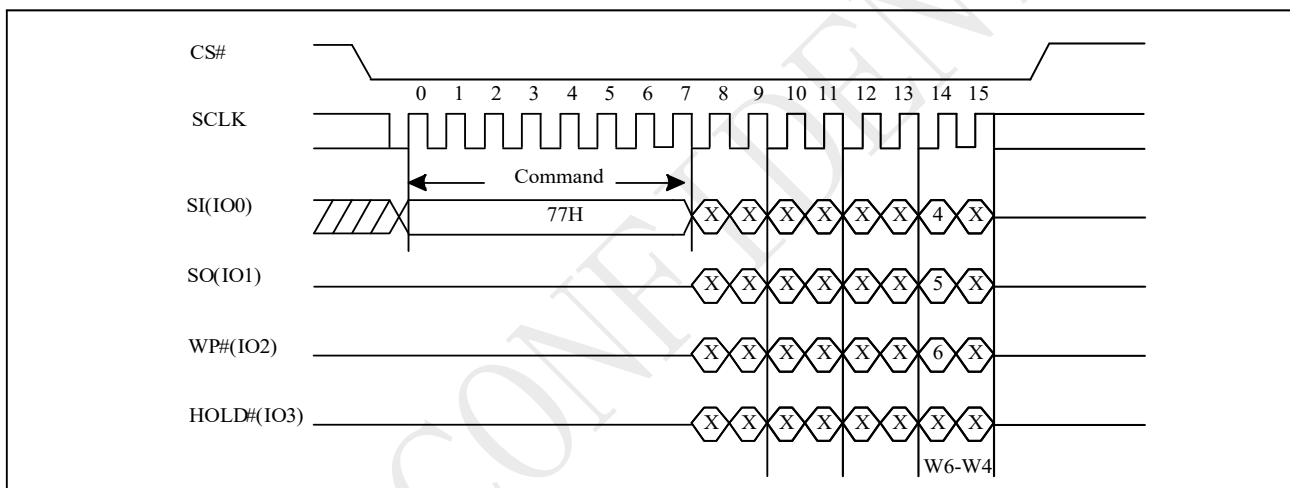 CS#
0 1 2 3 4 5 6 7 8 9 10 11 12 13 14 15
SCLK
Command
SI(IO0) 77H X X X X X X 4 X
SO(IO1) X X X X X X 5 X
WP#(IO2) X X X X X X 6 X
HOLD#(IO3) X X X X X X X X
W6-W4
CONFIDEN